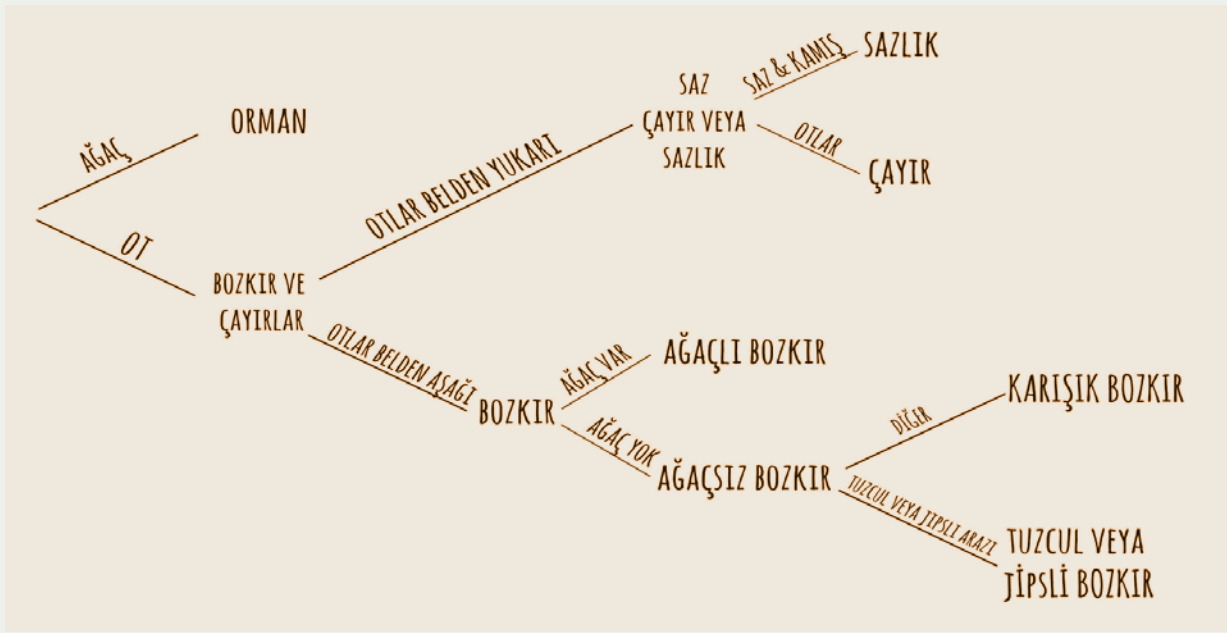 AĞAÇ
ORMAN
OT
BOZKIR VE
ÇAYIRLAR
OTLAR BELDEN YUKARI
SAZ
ÇAYIR VEYA
SAZLIK
SAZ & KAMIŞ
SAZLIK
OTLAR
ÇAYIR
OTLAR BELDEN AŞAĞI
BOZKIR
AĞAÇ VAR
AĞAÇLI BOZKIR
AĞAÇ YOK
AĞAÇSIZ BOZKIR
DİĞER
KARIŞIK BOZKIR
TUZCUL VEYA JİPSLİ ARAZİ
TUZCUL VEYA
JİPSLİ BOZKIR